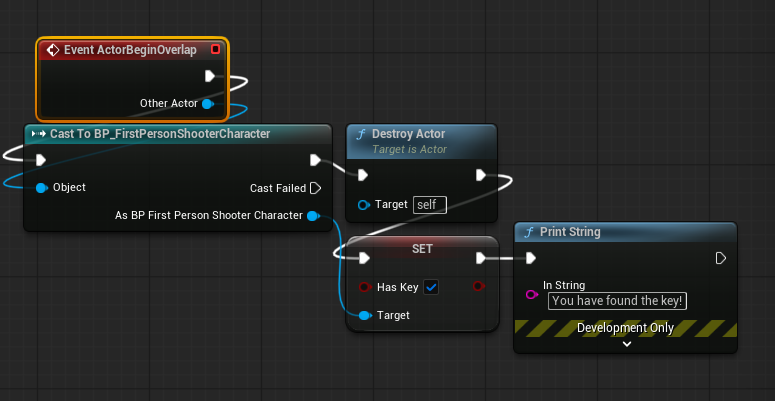 Event ActorBeginOverlap
Other Actor
Cast To BP_FirstPersonShooterCharacter
Object
Cast Failed
As BP First Person Shooter Character
f Destroy Actor
Target is Actor
Target self
SET
Has Key
Target
f Print String
In String
You have found the key!
Development Only